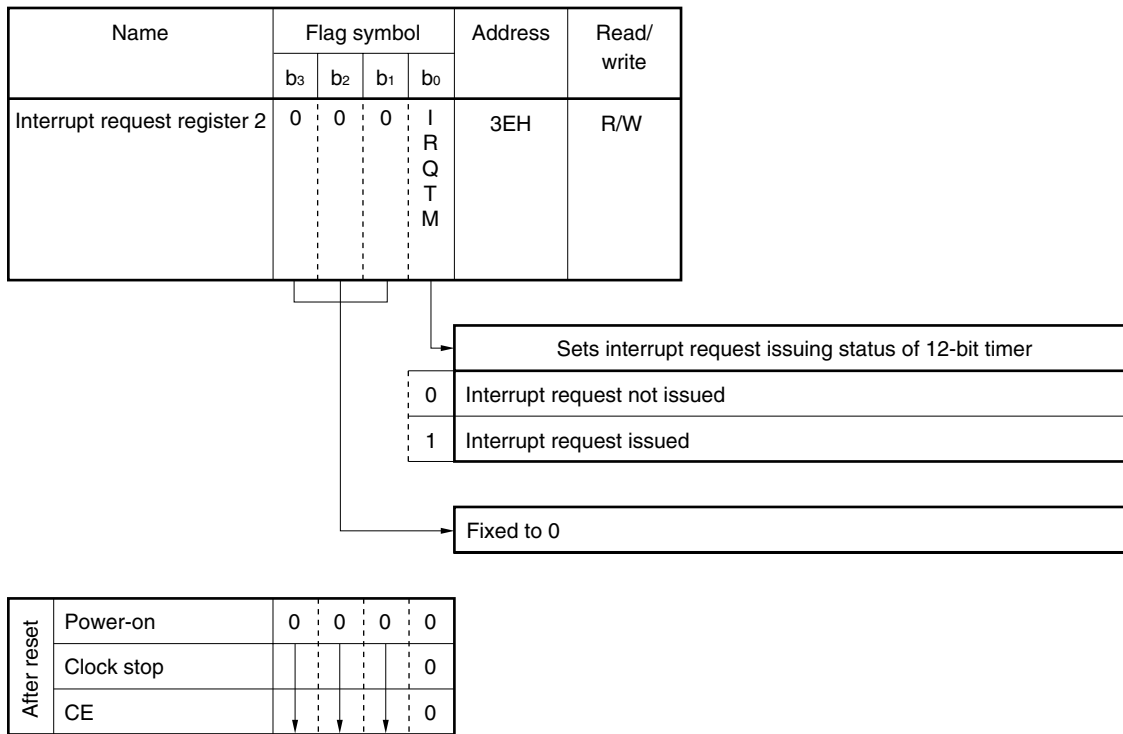 Name Flag symbol Address Read/
write
b3 b2 b1 b0
Interrupt request register 2 0 0 0 I 3EH R/W
R
Q
T
M
Sets interrupt request issuing status of 12-bit timer
0 Interrupt request not issued
1 Interrupt request issued
Fixed to 0
After reset
Power-on 0 0 0 0
Clock stop 0
CE 0